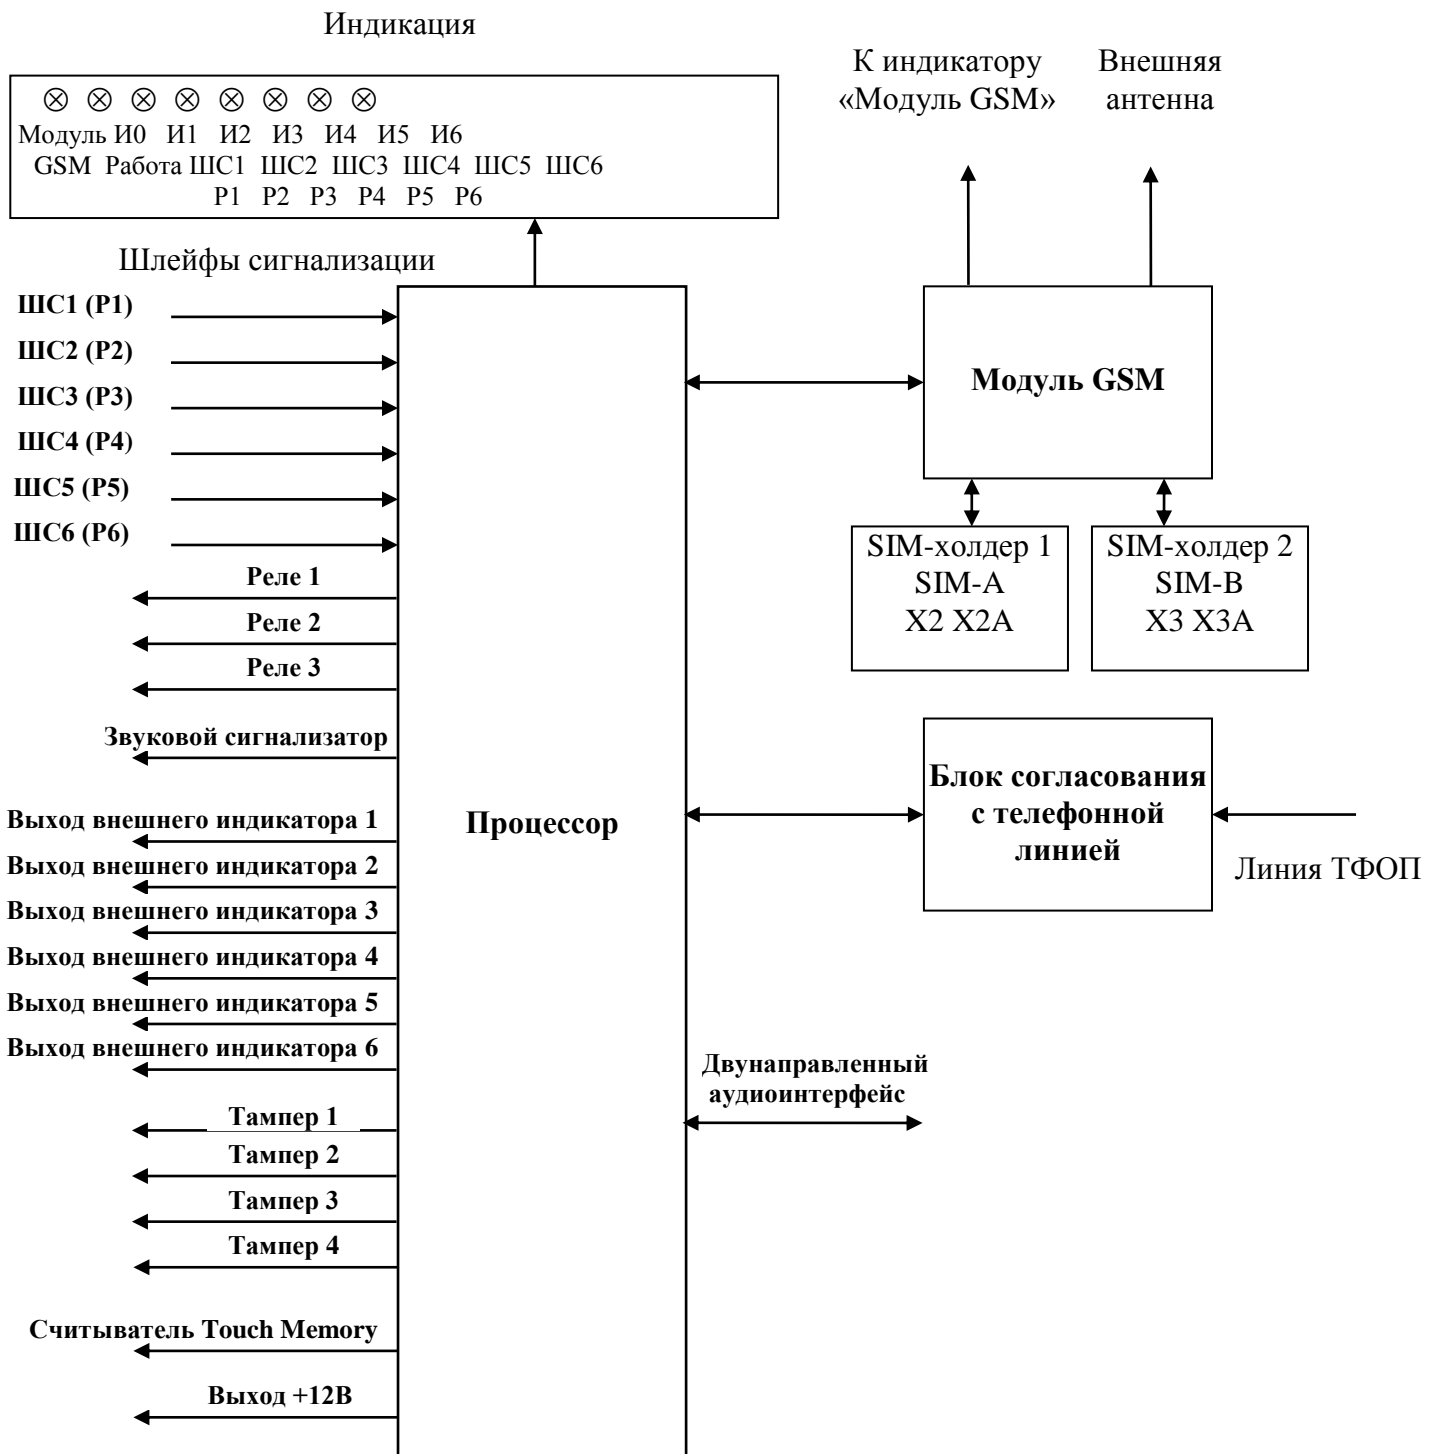 Индикация
К индикатору
«Модуль GSM»
Внешняя
антенна
Модуль И0 И1 И2 И3 И4 И5 И6
GSM Работа ШС1 ШС2 ШС3 ШС4 ШС5 ШС6
Р1 Р2 Р3 Р4 Р5 Р6
Шлейфы сигнализации
ШС1 (Р1)
ШС2 (Р2)
ШС3 (Р3)
ШС4 (Р4)
ШС5 (Р5)
ШС6 (Р6)
Реле 1
Реле 2
Реле 3
Звуковой сигнализатор
Выход внешнего индикатора 1
Выход внешнего индикатора 2
Выход внешнего индикатора 3
Выход внешнего индикатора 4
Выход внешнего индикатора 5
Выход внешнего индикатора 6
Тампер 1
Тампер 2
Тампер 3
Тампер 4
Считыватель Touch Memory
Выход +12В
Процессор
Модуль GSM
SIM-холдер 1
SIM-A
X2 X2A
SIM-холдер 2
SIM-B
X3 X3A
Блок согласования
с телефонной
линией
Линия ТФОП
Двунаправленный
аудиоинтерфейс